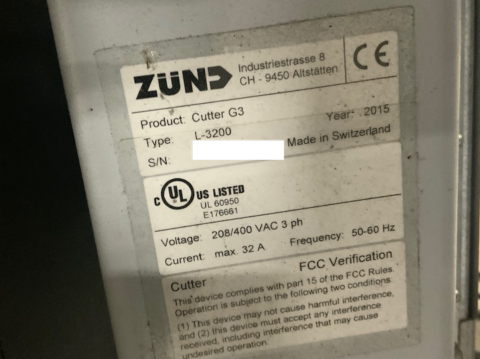 ZÜND
Industriestrasse 8
CH - 9450 Altstätten
CE
Product: Cutter G3
Year: 2015
Type: L-3200
Made in Switzerland
S/N:
C UL US LISTED
UL 60950
E176661
Voltage: 208/400 VAC 3 ph
Current: max. 32 A Frequency: 50-60 Hz
Cutter FCC Verification
This device complies with part 15 of the FCC Rules.
Operation is subject to the following two conditions:
(1) This device may not cause harmful interference,
and (2) this device must accept any interference
received, including interference that may cause
undesired operation.